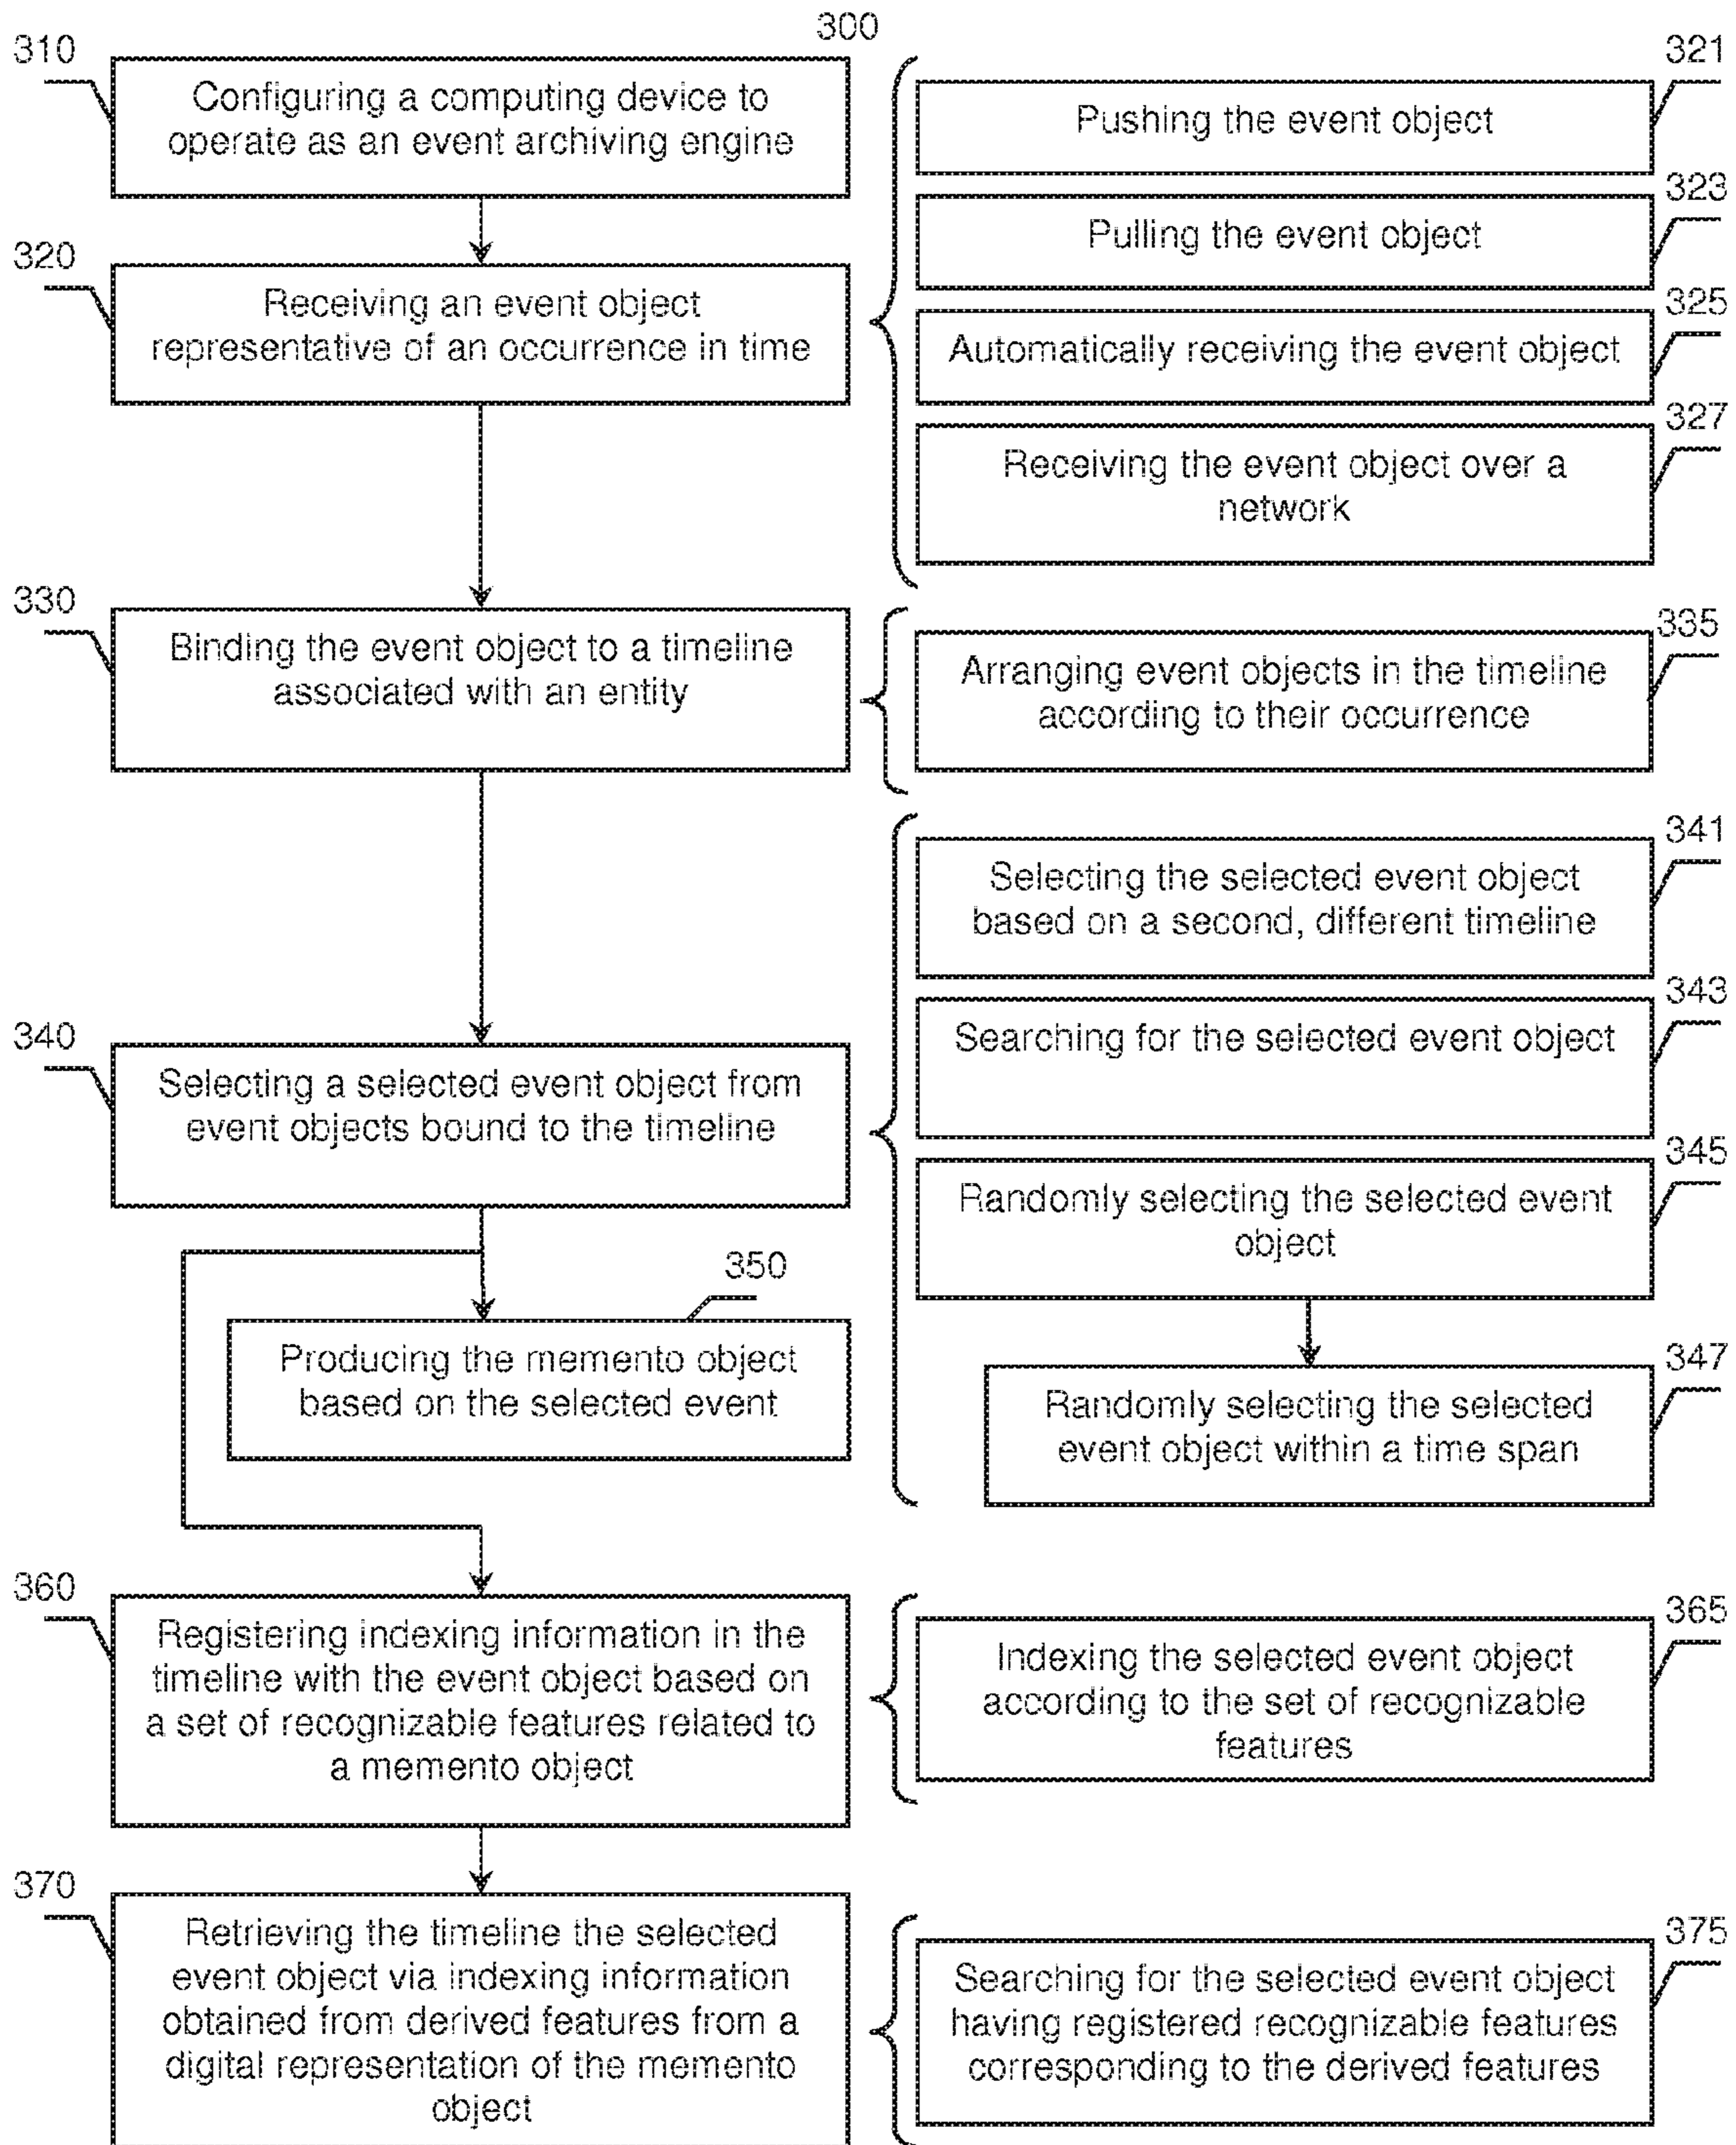 300
310
Configuring a computing device to
operate as an event archiving engine
321
Pushing the event object
323
Pulling the event object
320
Receiving an event object
representative of an occurrence in time
325
Automatically receiving the event object
327
Receiving the event object over a
network
330
Binding the event object to a timeline
associated with an entity
335
Arranging event objects in the timeline
according to their occurrence
341
Selecting the selected event object
based on a second, different timeline
343
Searching for the selected event object
340
Selecting a selected event object from
event objects bound to the timeline
345
Randomly selecting the selected event
object
350
Producing the memento object
based on the selected event
347
Randomly selecting the selected
event object within a time span
360
Registering indexing information in the
timeline with the event object based on
a set of recognizable features related to
a memento object
365
Indexing the selected event object
according to the set of recognizable
features
370
Retrieving the timeline the selected
event object via indexing information
obtained from derived features from a
digital representation of the memento
object
375
Searching for the selected event object
having registered recognizable features
corresponding to the derived features